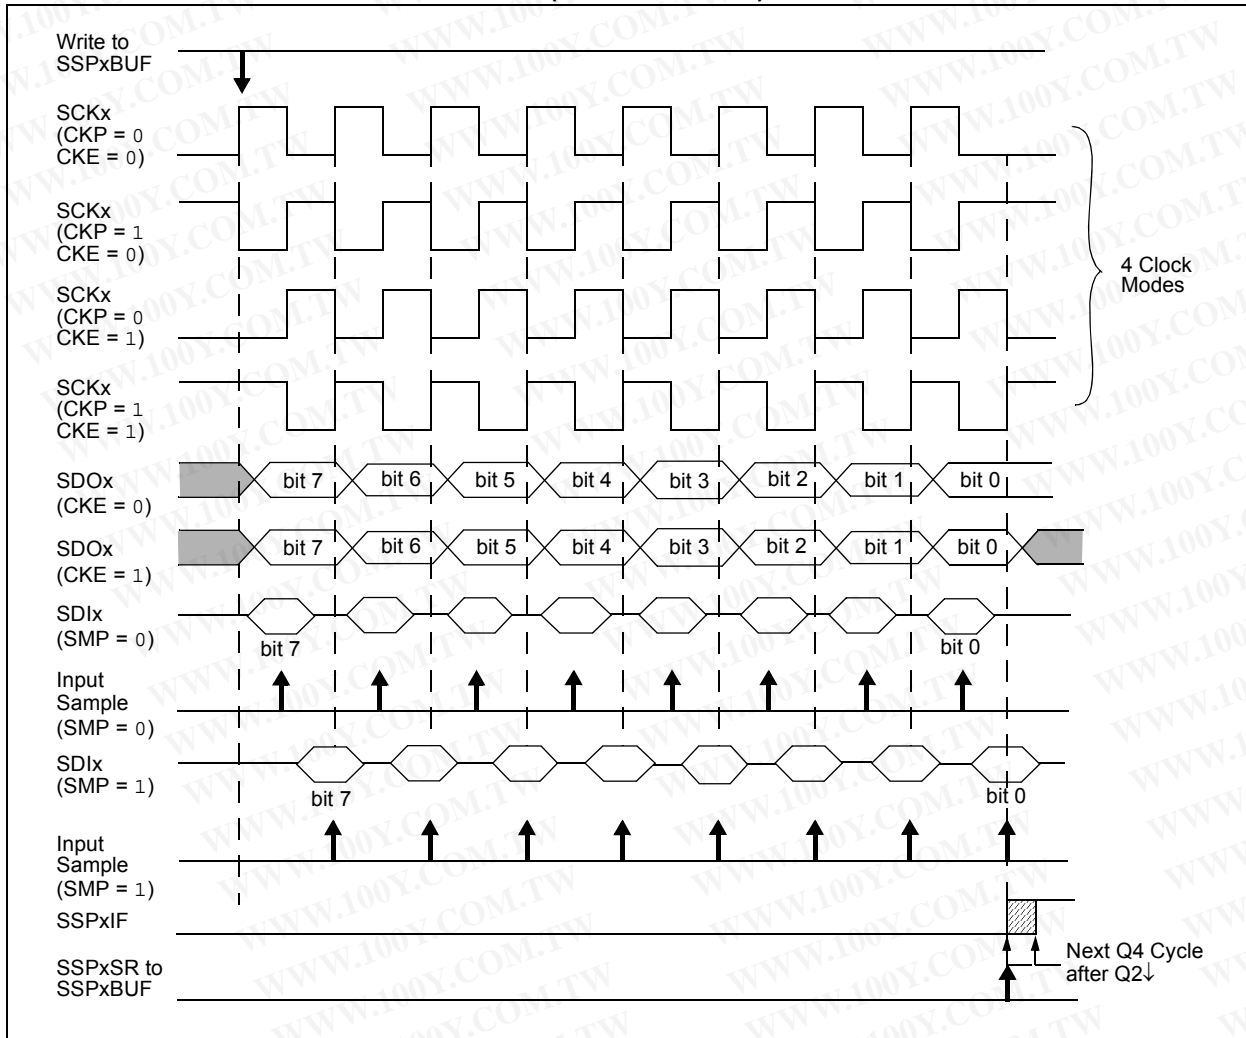 Write to
SSPxBUF
SCKx
(CKP = 0
CKE = 0)
SCKx
(CKP = 1
CKE = 0)
SCKx
(CKP = 0
CKE = 1)
SCKx
(CKP = 1
CKE = 1)
4 Clock
Modes
SDOx
(CKE = 0)
bit 7 bit 6 bit 5 bit 4 bit 3 bit 2 bit 1 bit 0
SDOx
(CKE = 1)
bit 7 bit 6 bit 5 bit 4 bit 3 bit 2 bit 1 bit 0
SDIx
(SMP = 0)
bit 7 bit 0
Input
Sample
(SMP = 0)
SDIx
(SMP = 1)
bit 7 bit 0
Input
Sample
(SMP = 1)
SSPxIF
SSPxSR to
SSPxBUF
Next Q4 Cycle
after Q2↓
WWW.100Y.COM.TW